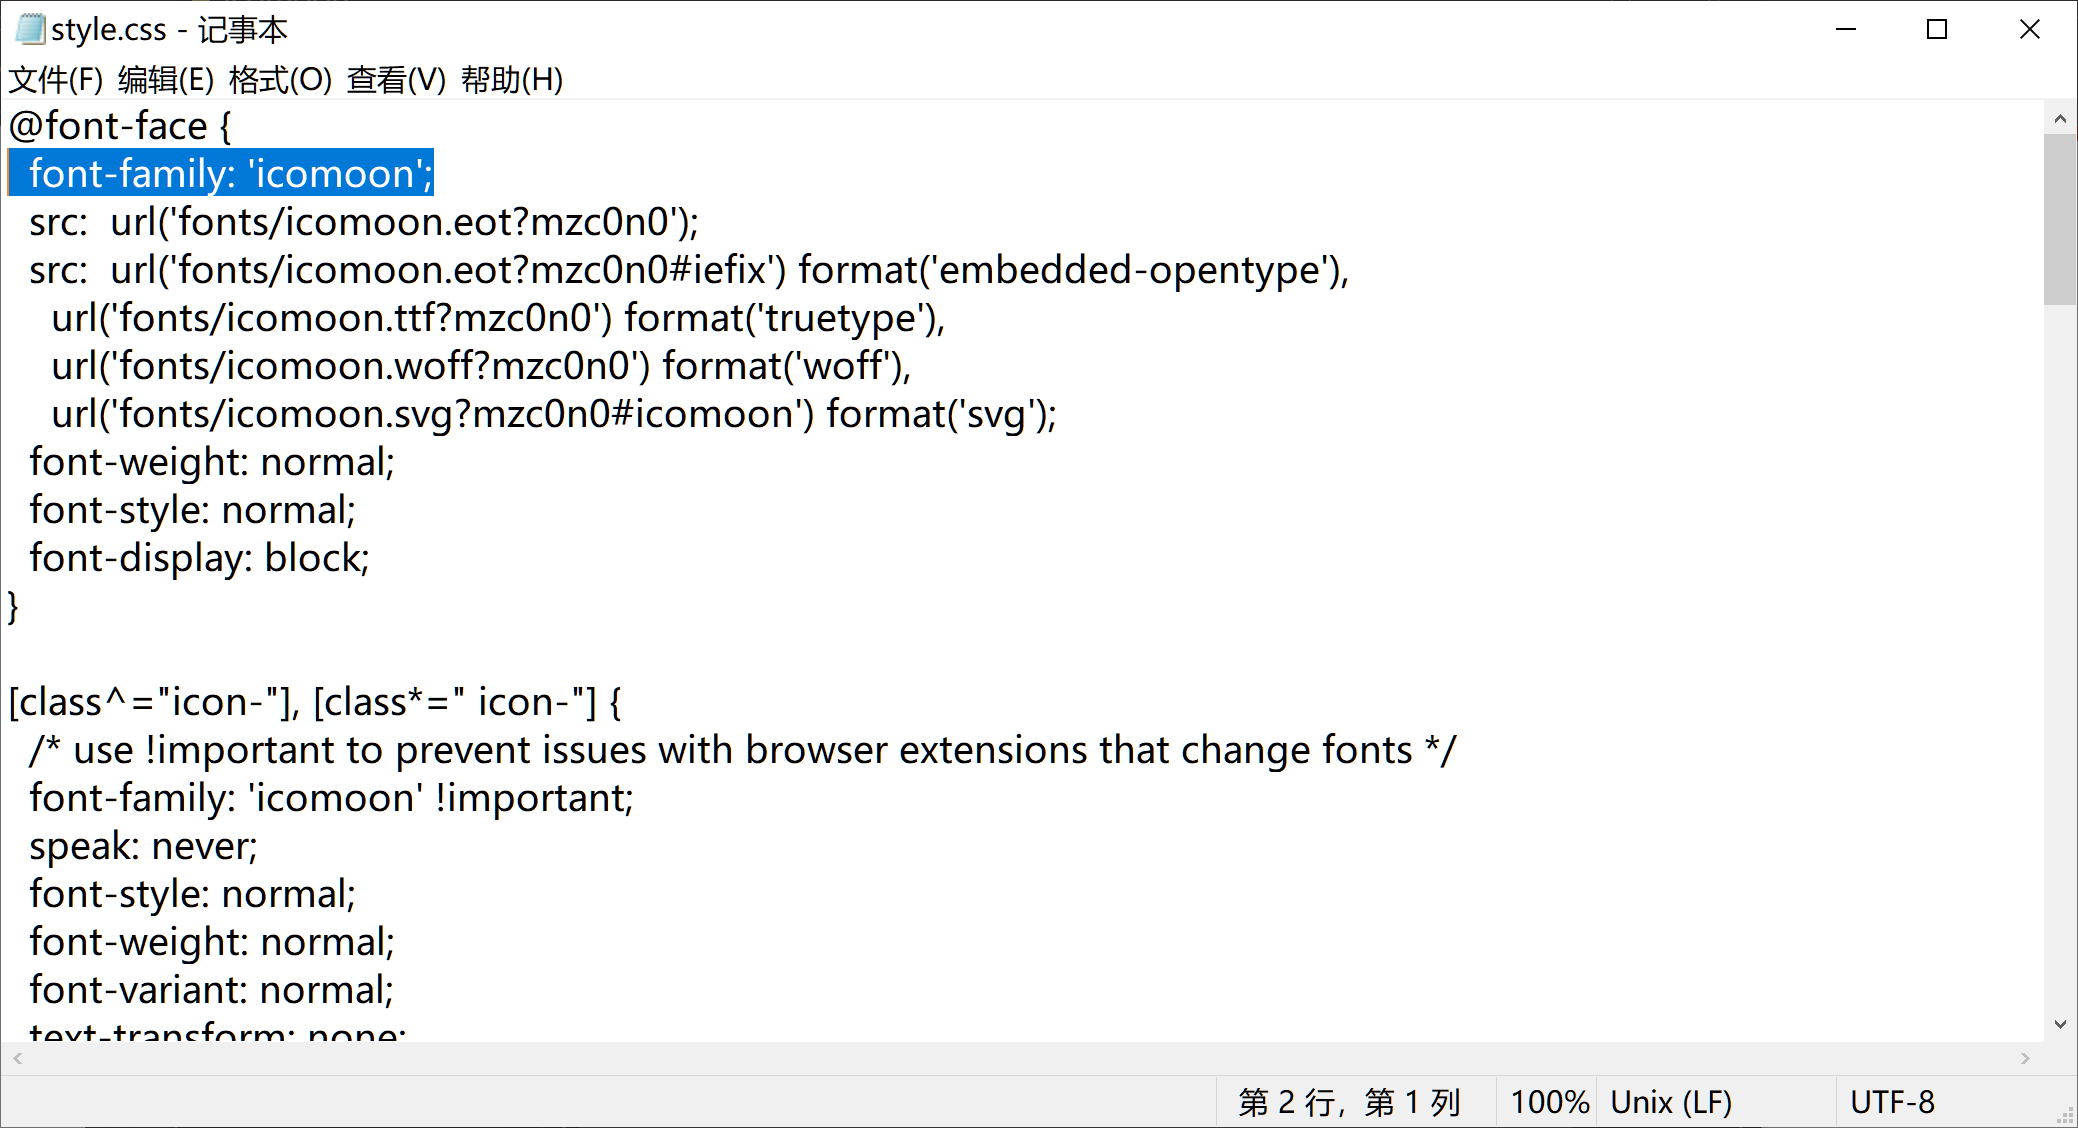 style.css - 记事本
文件(F) 编辑(E) 格式(O) 查看(V) 帮助(H)
@font-face {
  font-family: 'icomoon';
  src:  url('fonts/icomoon.eot?mzc0n0');
  src:  url('fonts/icomoon.eot?mzc0n0#iefix') format('embedded-opentype'),
    url('fonts/icomoon.ttf?mzc0n0') format('truetype'),
    url('fonts/icomoon.woff?mzc0n0') format('woff'),
    url('fonts/icomoon.svg?mzc0n0#icomoon') format('svg');
  font-weight: normal;
  font-style: normal;
  font-display: block;
}
[class^="icon-"], [class*=" icon-"] {
  /* use !important to prevent issues with browser extensions that change fonts */
  font-family: 'icomoon' !important;
  speak: never;
  font-style: normal;
  font-weight: normal;
  font-variant: normal;
  text-transform: none;
第 2 行，第 1 列 100% Unix (LF) UTF-8